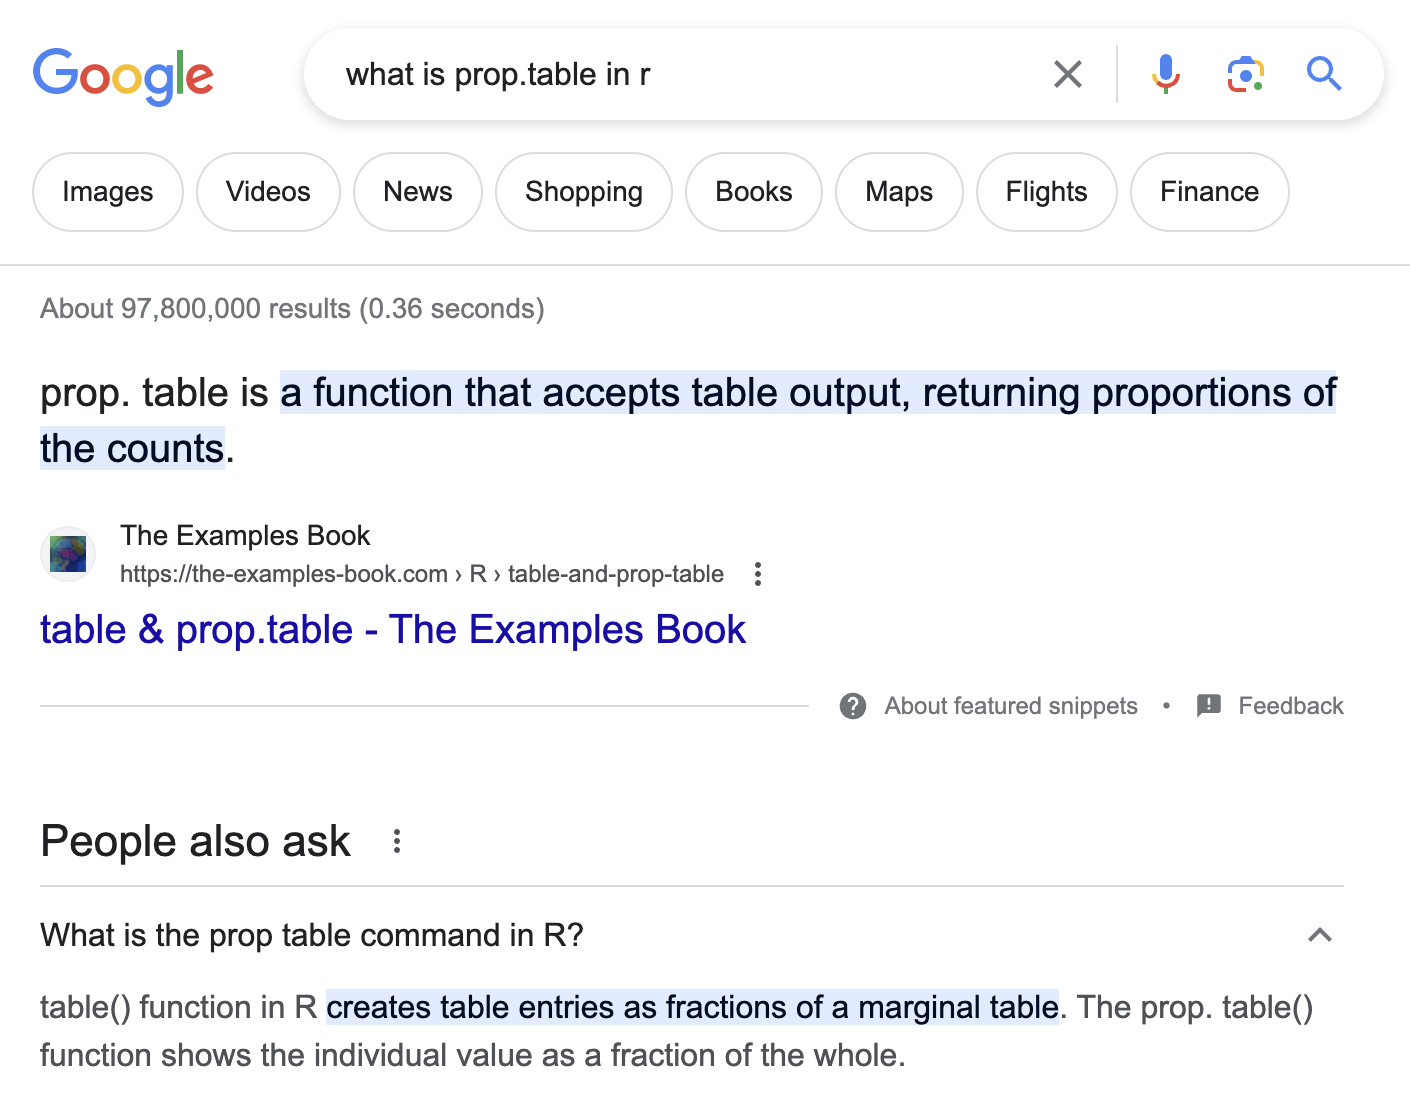 Google
what is prop.table in r
Images
Videos
News
Shopping
Books
Maps
Flights
Finance
About 97,800,000 results (0.36 seconds)
prop. table is a function that accepts table output, returning proportions of
the counts.
The Examples Book
https://the-examples-book.com › R › table-and-prop-table
table & prop.table - The Examples Book
About featured snippets • Feedback
People also ask
What is the prop table command in R?
table() function in R creates table entries as fractions of a marginal table. The prop. table()
function shows the individual value as a fraction of the whole.